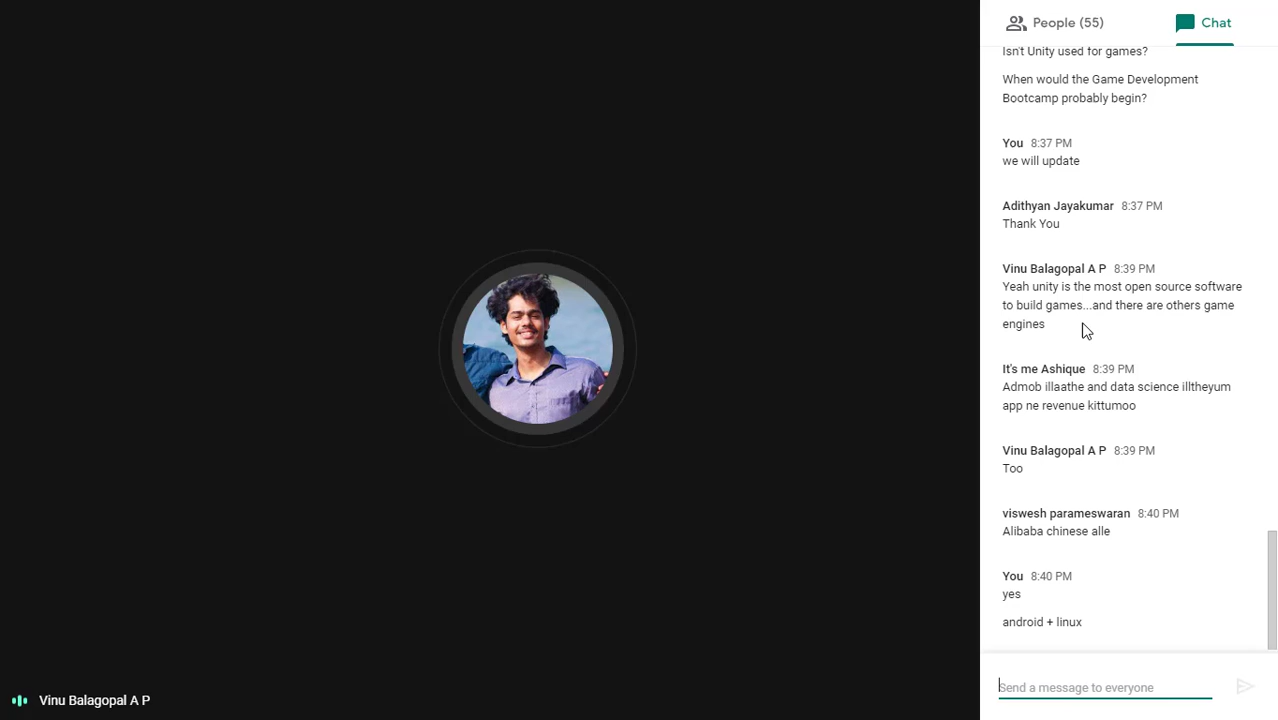 People (55)
Chat
Isn't Unity used for games?
When would the Game Development
Bootcamp probably begin?
You 8:37 PM
we will update
Adithyan Jayakumar 8:37 PM
Thank You
Vinu Balagopal A P 8:39 PM
Yeah unity is the most open source software
to build games...and there are others game
engines
It's me Ashique 8:39 PM
Admob illaathe and data science illtheyum
app ne revenue kittumoo
Vinu Balagopal A P 8:39 PM
Too
viswesh parameswaran 8:40 PM
Alibaba chinese alle
You 8:40 PM
yes
android + linux
Send a message to everyone
Vinu Balagopal A P